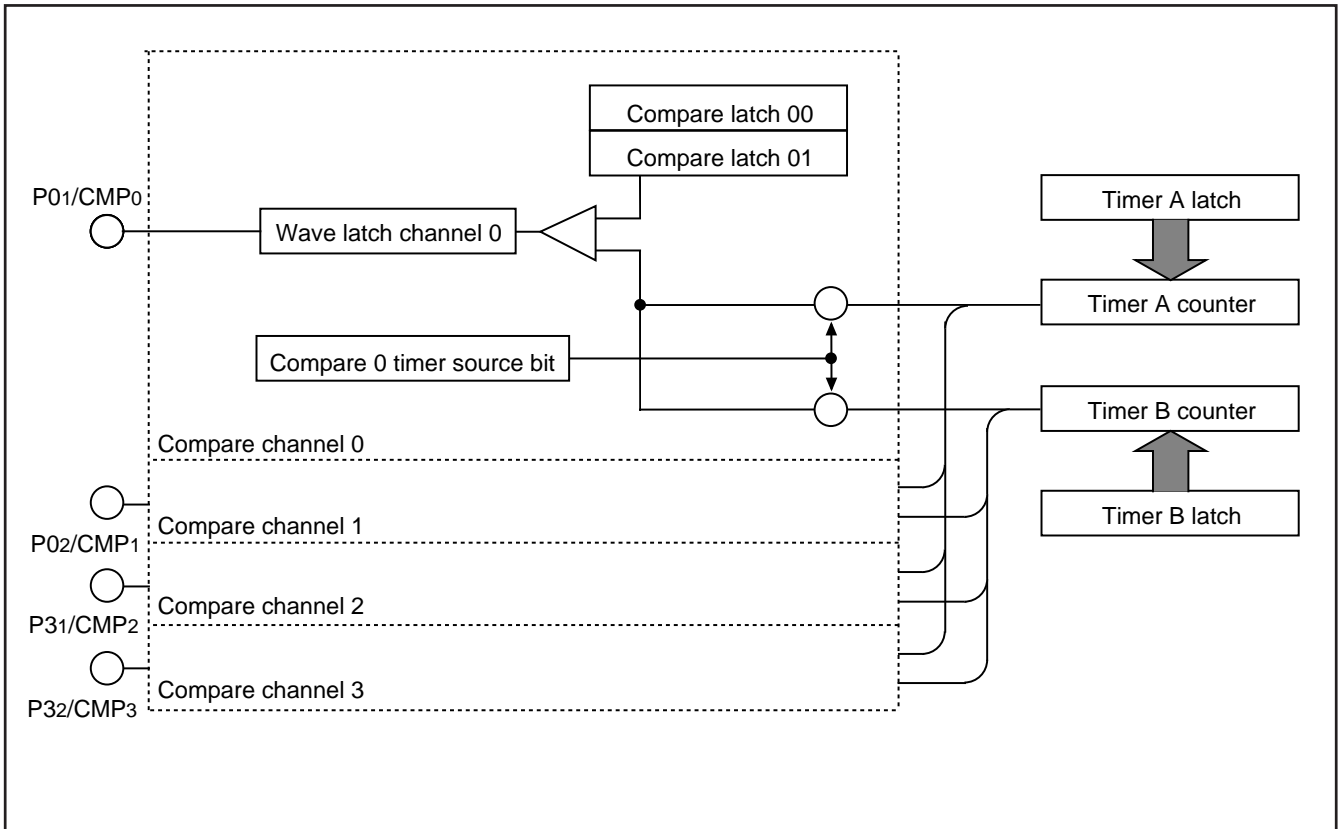 Compare latch 00
Compare latch 01
P01/CMP0
Wave latch channel 0
Timer A latch
Timer A counter
Compare 0 timer source bit
Timer B counter
Compare channel 0
Timer B latch
Compare channel 1
P02/CMP1
Compare channel 2
P31/CMP2
Compare channel 3
P32/CMP3